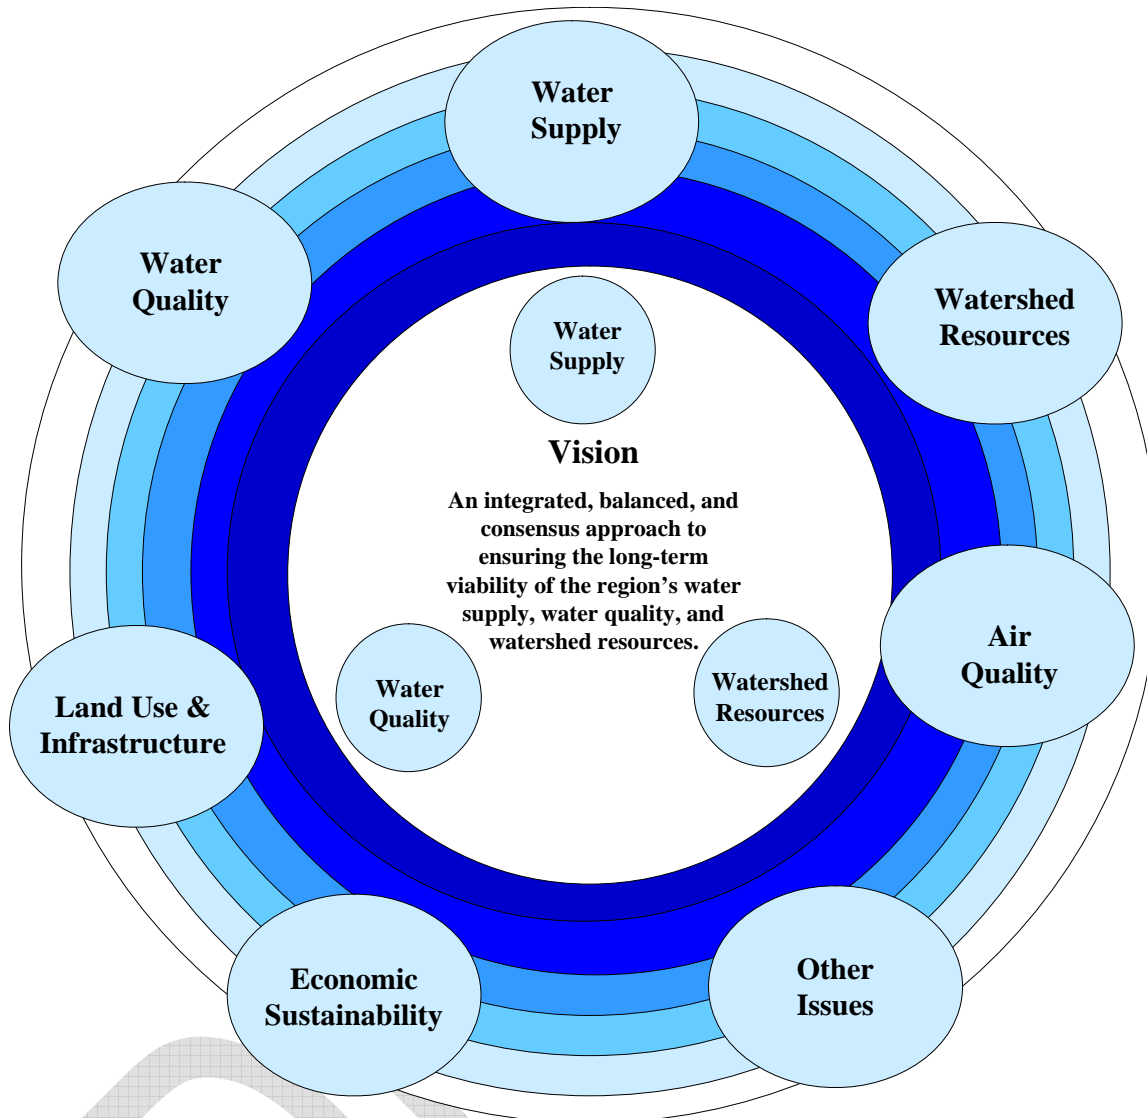 Water
Supply
Water
Quality
Watershed
Resources
Water
Supply
Vision
An integrated, balanced, and
consensus approach to
ensuring the long-term
viability of the region’s water
supply, water quality, and
watershed resources.
Water
Quality
Watershed
Resources
Air
Quality
Land Use &
Infrastructure
Economic
Sustainability
Other
Issues